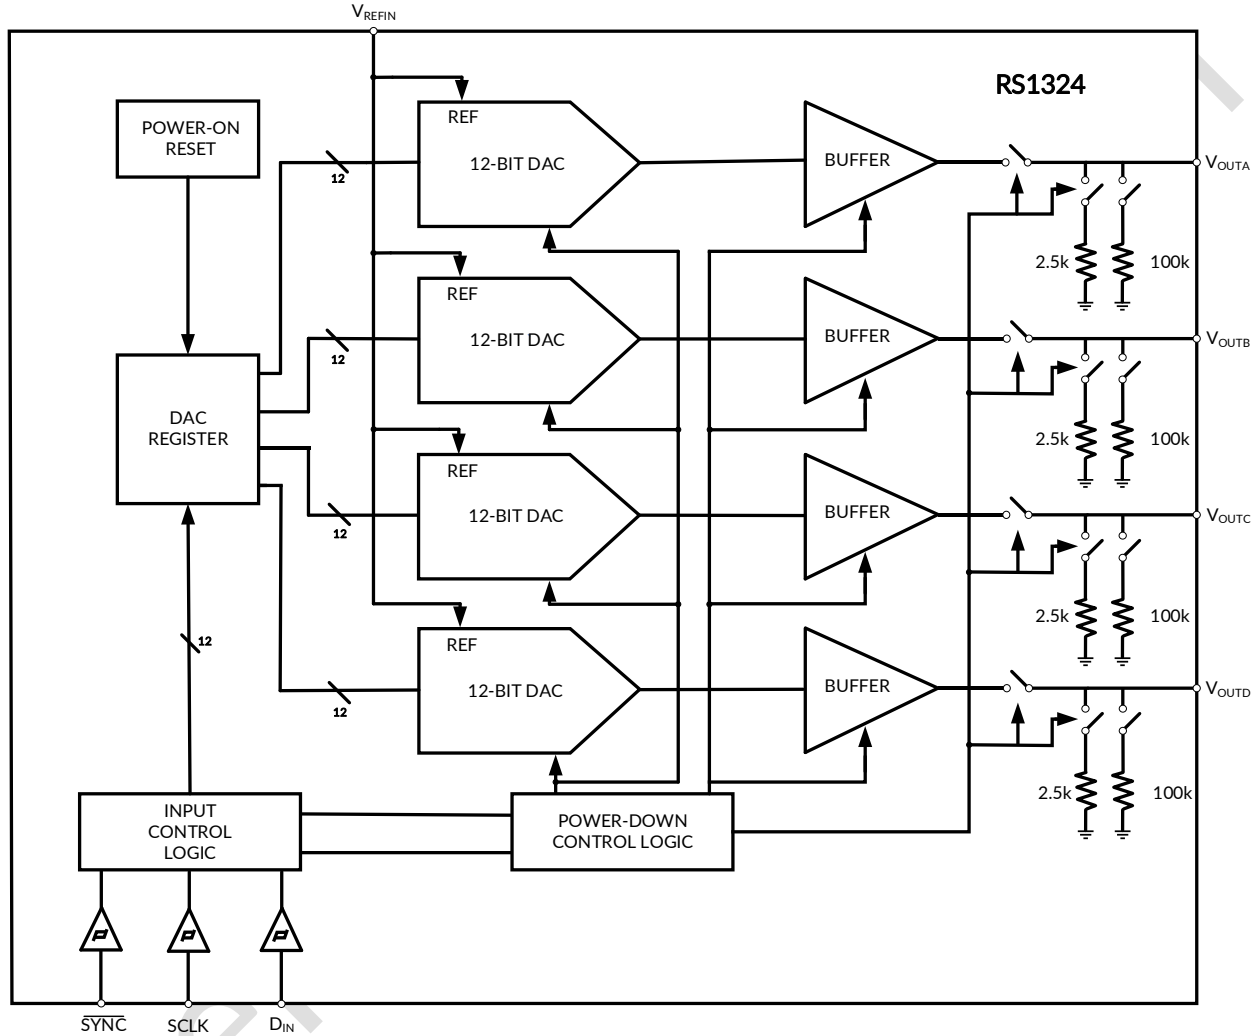 VREFIN
RS1324
POWER-ON
RESET
REF
12-BIT DAC
BUFFER
12
VOUTA
2.5k
100k
REF
12-BIT DAC
BUFFER
12
VOUTB
DAC
REGISTER
2.5k
100k
REF
12-BIT DAC
BUFFER
12
VOUTC
2.5k
100k
12
REF
12-BIT DAC
BUFFER
12
VOUTD
2.5k
100k
INPUT
CONTROL
LOGIC
POWER-DOWN
CONTROL LOGIC
SYNC
SCLK
DIN